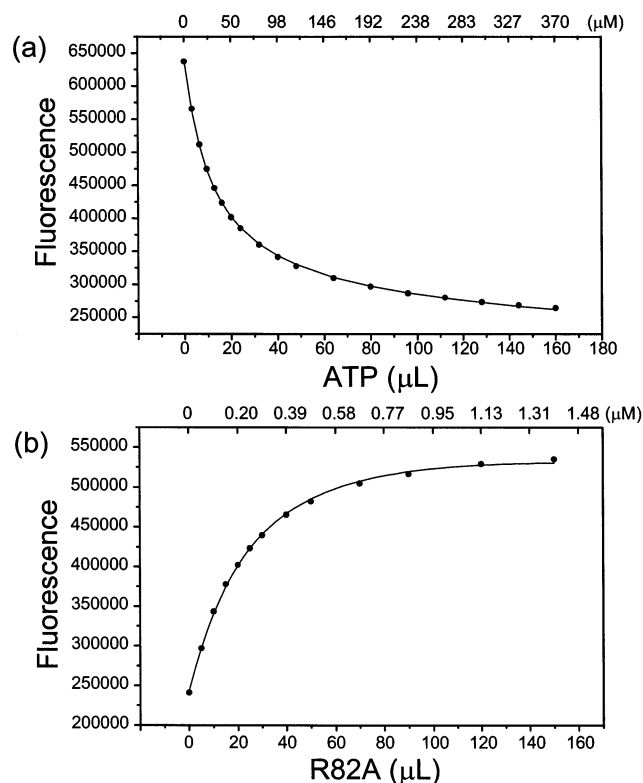 0 50 98 146 192 238 283 327 370 (μM)
(a)
650000
600000
550000
500000
450000
400000
350000
300000
250000
Fluorescence
0 20 40 60 80 100 120 140 160 180
ATP (μL)
0 0.20 0.39 0.58 0.77 0.95 1.13 1.31 1.48 (μM)
(b)
550000
500000
450000
400000
350000
300000
250000
200000
Fluorescence
0 20 40 60 80 100 120 140 160
R82A (μL)